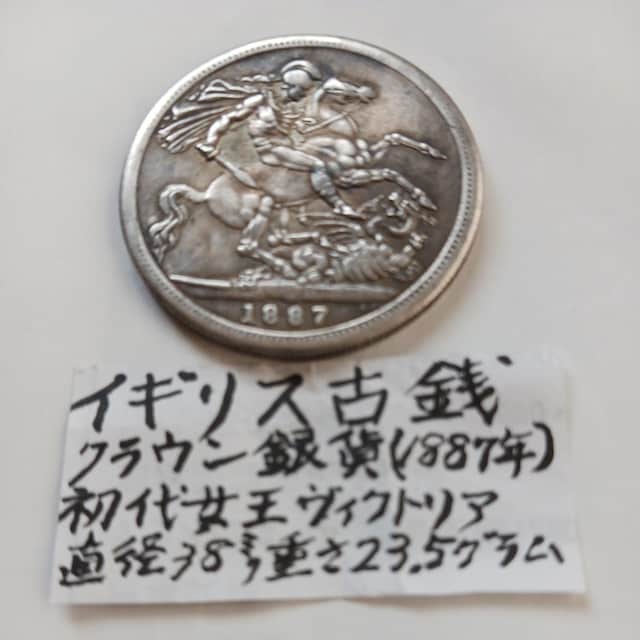 1887
イギリス古銭
クラウン銀貨(1887年)
初代女王ヴィクトリア
直径38㍉重さ23.5グラム